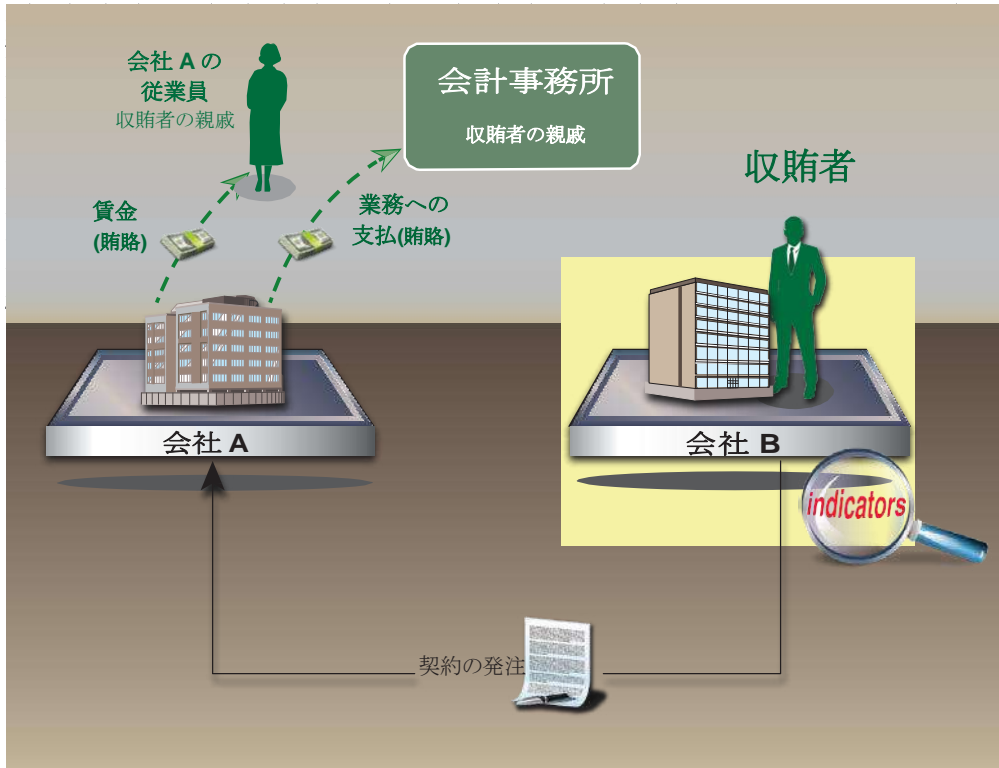 会社 A の
従業員
収賄者の親戚
会計事務所
収賄者の親戚
収賄者
賃金
(賄賂)
業務への
支払(賄賂)
会社 A
会社 B
indicators
契約の発注